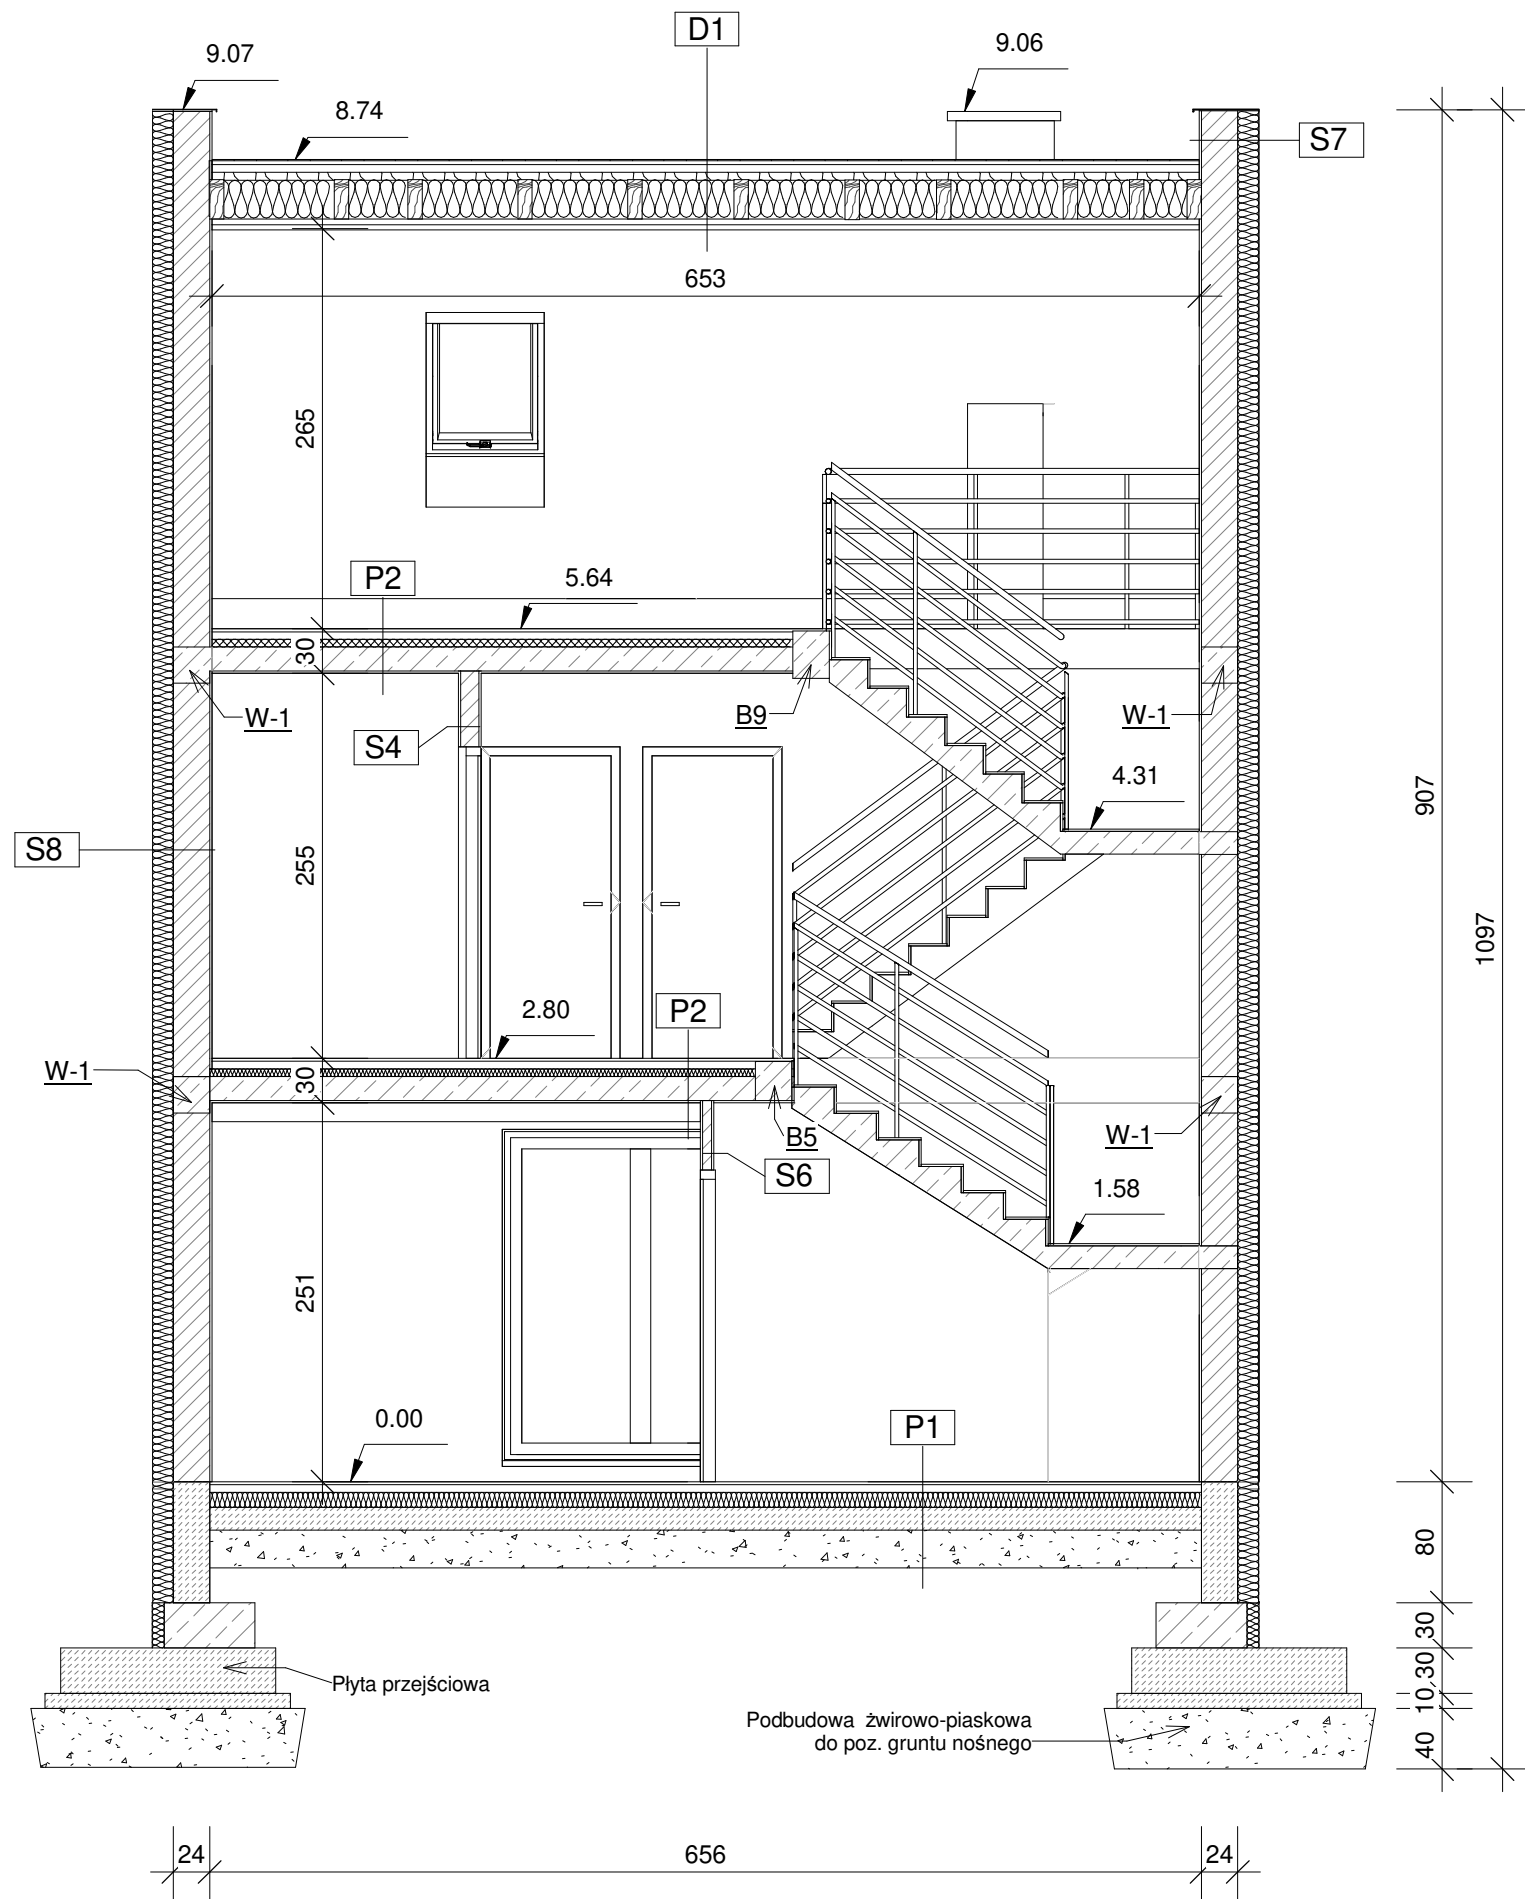 D1
9.07
9.06
8.74
S7
653
265
P2
5.64
30
W-1
B9
W-1
S4
4.31
907
S8
255
1097
2.80
P2
W-1
30
B5
W-1
S6
1.58
251
0.00
P1
80
30
30
Płyta przejściowa
10
Podbudowa żwirowo-piaskowa
do poz. gruntu nośnego
40
24
656
24